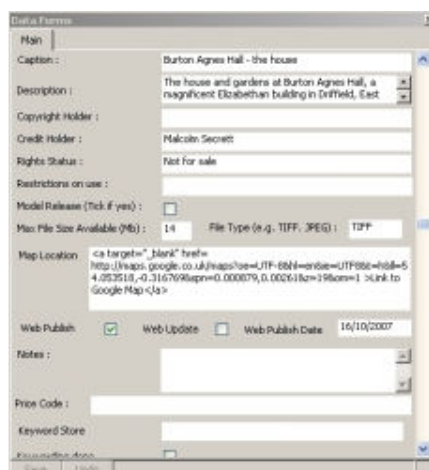 Data Forms
Main
Caption : Burton Agnes Hall - the house
Description : The house and gardens at Burton Agnes Hall, a
magnificent Elizabethan building in Driffield, East
Copyright Holder :
Credit Holder : Malcolm Secrett
Rights Status : Not for sale
Restrictions on use :
Model Release (Tick if yes) :
Max File Size Available (Mb) : 14 File Type (e.g. TIFF, JPEG) : TIFF
Map Location <a target="_blank" href=
Google Map</a>
Web Publish Web Update Web Publish Date 16/10/2007
Notes :
Price Code :
Keyword Store
Keywording done
Save Undo